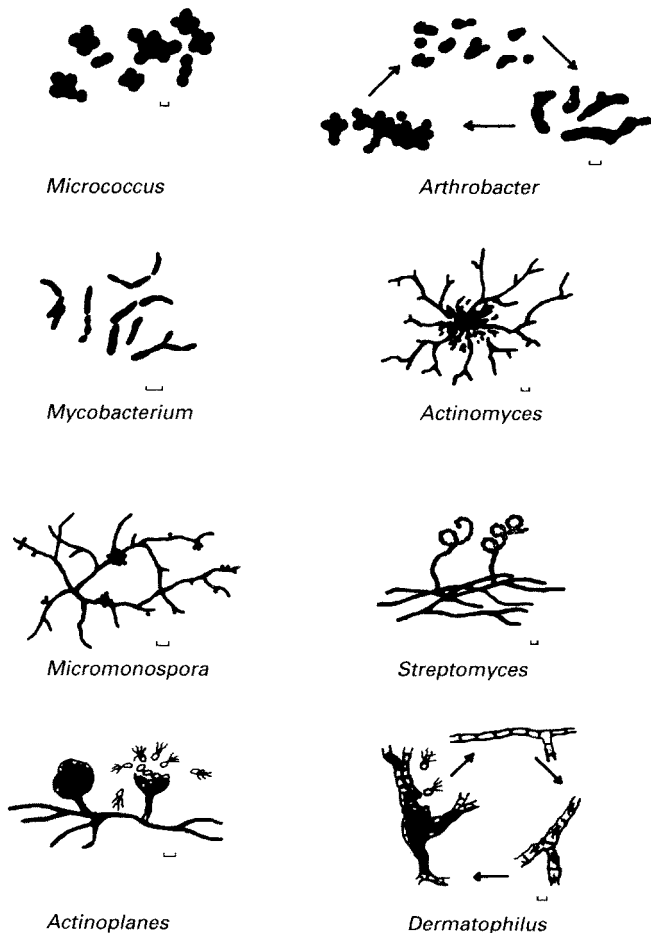 Micrococcus
Arthrobacter
Mycobacterium
Actinomyces
Micromonospora
Streptomyces
Actinoplanes
Dermatophilus